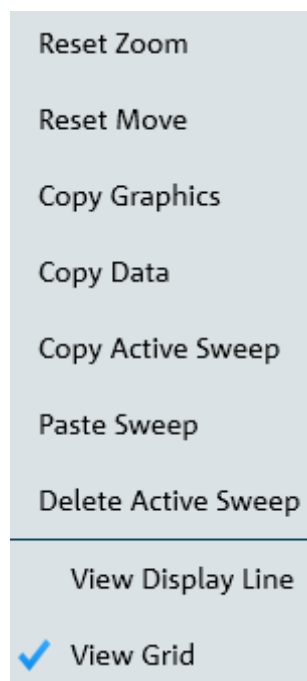 Reset Zoom
Reset Move
Copy Graphics
Copy Data
Copy Active Sweep
Paste Sweep
Delete Active Sweep
View Display Line
View Grid